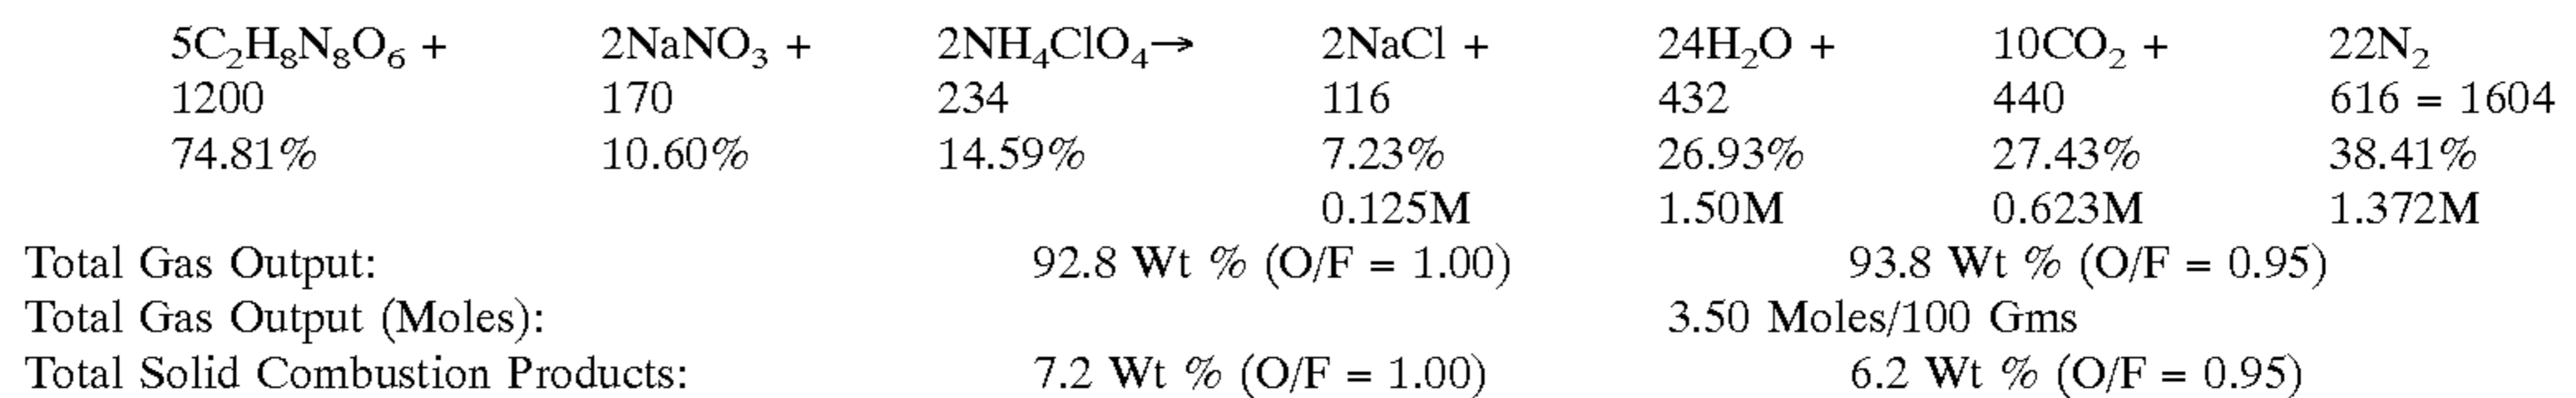 5C₂H₈N₈O₆ + 2NaNO₃ + 2NH₄ClO₄→ 2NaCl + 24H₂O + 10CO₂ + 22N₂
1200 170 234 116 432 440 616 = 1604
74.81% 10.60% 14.59% 7.23% 26.93% 27.43% 38.41%
0.125M 1.50M 0.623M 1.372M
Total Gas Output: 92.8 Wt % (O/F = 1.00) 93.8 Wt % (O/F = 0.95)
Total Gas Output (Moles): 3.50 Moles/100 Gms
Total Solid Combustion Products: 7.2 Wt % (O/F = 1.00) 6.2 Wt % (O/F = 0.95)